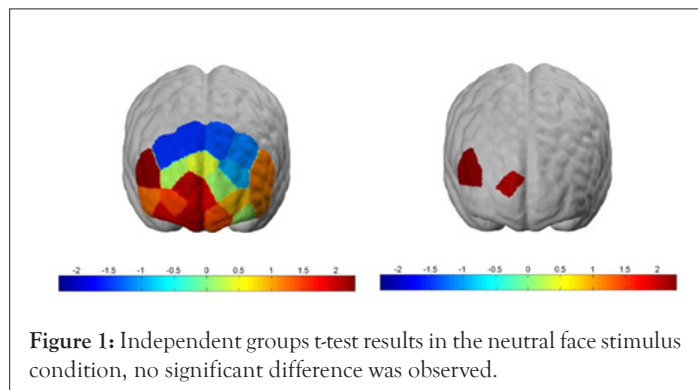 -2 -1.5 -1 -0.5 0 0.5 1 1.5 2
-2 -1.5 -1 -0.5 0 0.5 1 1.5 2
Figure 1: Independent groups t-test results in the neutral face stimulus
condition, no significant difference was observed.